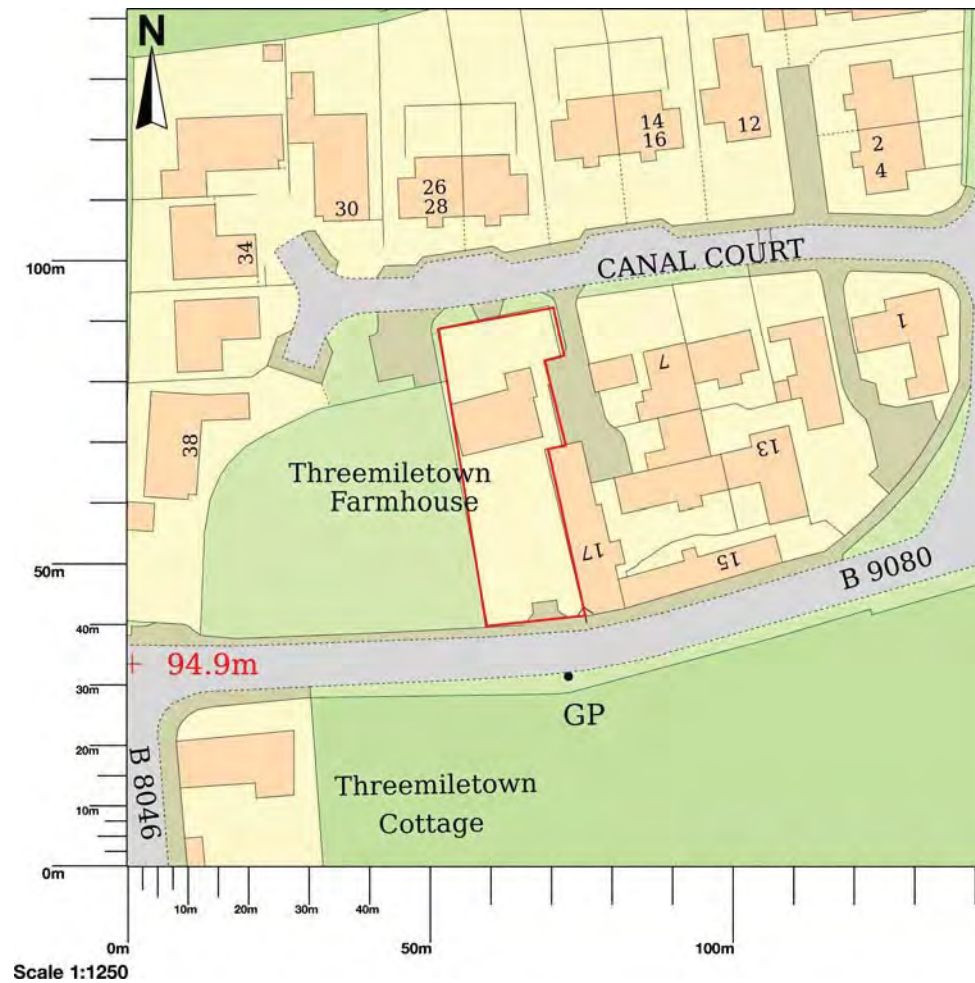 N
14
16
12
2
4
26
28
30
34
CANAL COURT
100m
1
7
38
13
Threemiletown
Farmhouse
17
15
50m
B 9080
40m
94.9m
30m
GP
20m
B 8046
Threemiletown
Cottage
10m
0m
10m
20m
30m
40m
0m
50m
100m
Scale 1:1250